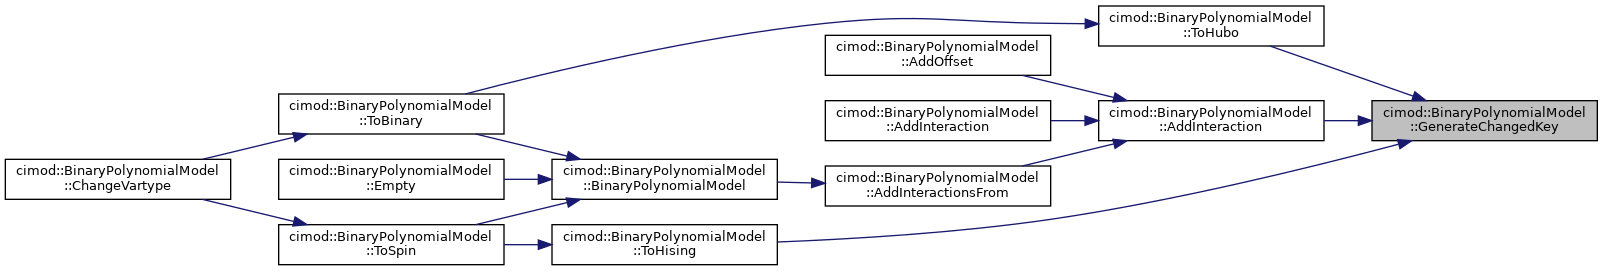 cimod::BinaryPolynomialModel
::ToHubo
cimod::BinaryPolynomialModel
::AddOffset
cimod::BinaryPolynomialModel
::ToBinary
cimod::BinaryPolynomialModel
::AddInteraction
cimod::BinaryPolynomialModel
::AddInteraction
cimod::BinaryPolynomialModel
::GenerateChangedKey
cimod::BinaryPolynomialModel
::ChangeVartype
cimod::BinaryPolynomialModel
::Empty
cimod::BinaryPolynomialModel
::BinaryPolynomialModel
cimod::BinaryPolynomialModel
::AddInteractionsFrom
cimod::BinaryPolynomialModel
::ToSpin
cimod::BinaryPolynomialModel
::ToHising